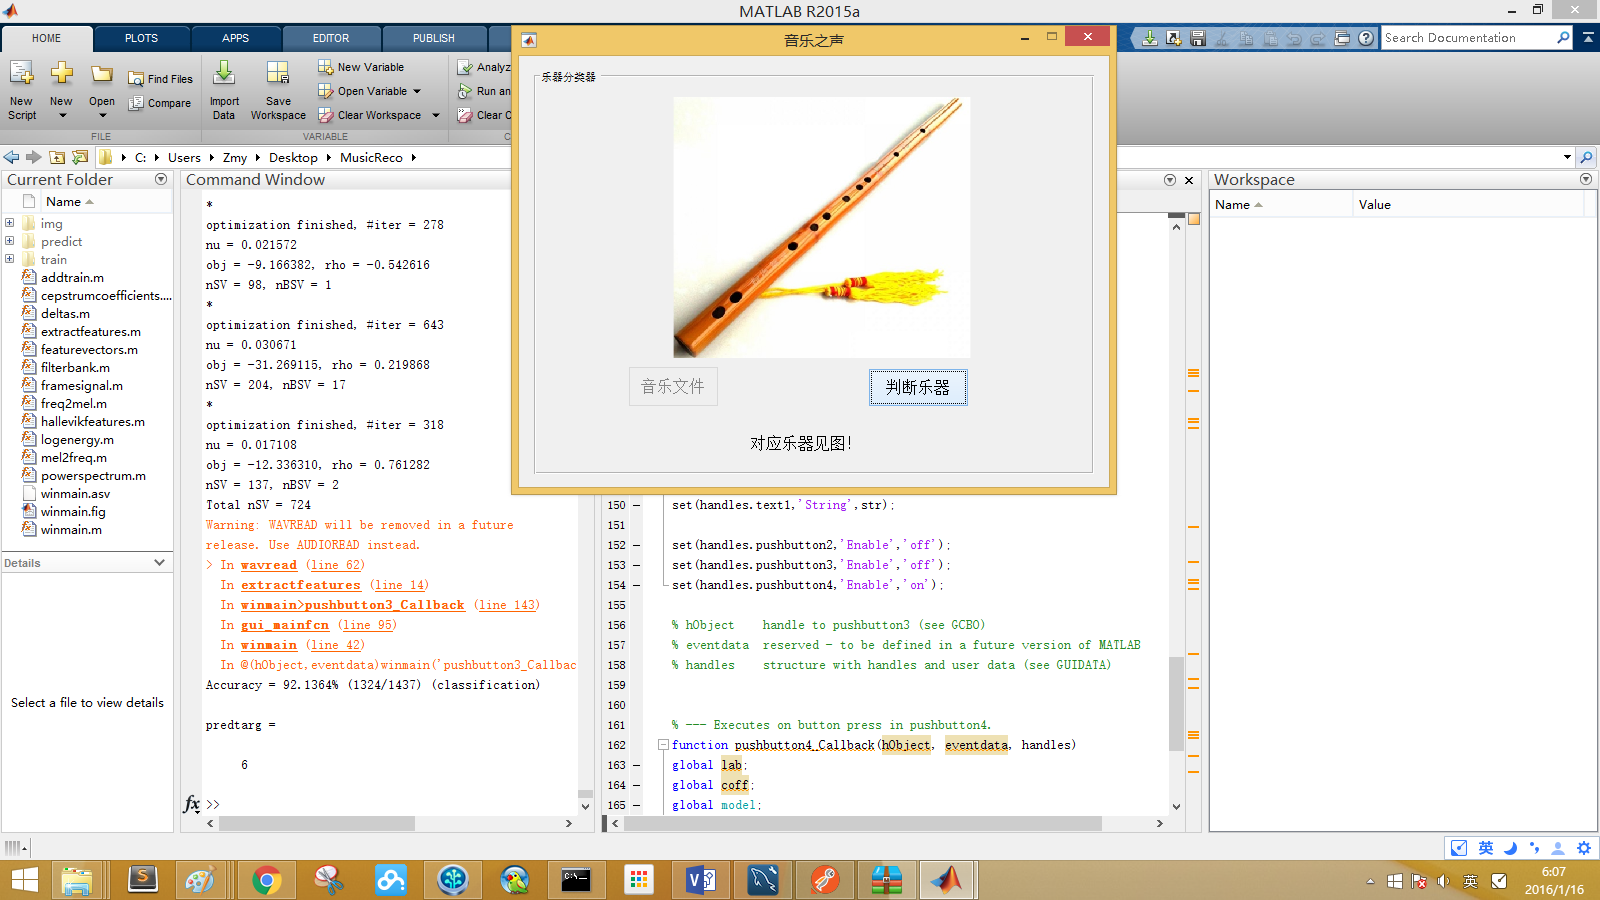 MATLAB R2015a
HOME
PLOTS
APPS
EDITOR
PUBLISH
Search Documentation
New Script
New
Open
Find Files
Compare
Import Data
Save Workspace
New Variable
Open Variable
Clear Workspace
Analyz
Run an
Clear C
FILE
VARIABLE
C
C:
Users
Zmy
Desktop
MusicReco
Current Folder
Name
img
predict
train
addtrain.m
cepstrumcoefficients....
deltas.m
extractfeatures.m
featurevectors.m
filterbank.m
framesignal.m
freq2mel.m
hallevikfeatures.m
logenergy.m
mel2freq.m
powerspectrum.m
winmain.asv
winmain.fig
winmain.m
Details
Select a file to view details
Command Window
*
optimization finished, #iter = 278
nu = 0.021572
obj = -9.166382, rho = -0.542616
nSV = 98, nBSV = 1
*
optimization finished, #iter = 643
nu = 0.030671
obj = -31.269115, rho = 0.219868
nSV = 204, nBSV = 17
*
optimization finished, #iter = 318
nu = 0.017108
obj = -12.336310, rho = 0.761282
nSV = 137, nBSV = 2
Total nSV = 724
Warning: WAVREAD will be removed in a future
release. Use AUDIOREAD instead.
> In wavread (line 62)
In extractfeatures (line 14)
In winmain>pushbutton3_Callback (line 143)
In gui_mainfcn (line 95)
In winmain (line 42)
In @(hObject,eventdata)winmain('pushbutton3_Callbac
Accuracy = 92.1364% (1324/1437) (classification)
predtarg =
6
fx >>
音乐之声
乐器分类器
音乐文件
判断乐器
对应乐器见图!
150 - set(handles.text1,'String',str);
151
152 - set(handles.pushbutton2,'Enable','off');
153 - set(handles.pushbutton3,'Enable','off');
154 - set(handles.pushbutton4,'Enable','on');
155
156 % hObject handle to pushbutton3 (see GCBO)
157 % eventdata reserved - to be defined in a future version of MATLAB
158 % handles structure with handles and user data (see GUIDATA)
159
160
161 % --- Executes on button press in pushbutton4.
162 function pushbutton4_Callback(hObject, eventdata, handles)
163 - global lab;
164 - global coff;
165 - global model;
Workspace
Name
Value
英
英
6:07
2016/1/16